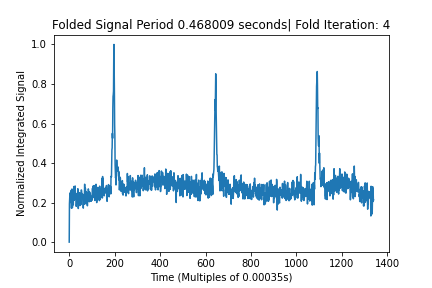 Folded Signal Period 0.468009 seconds| Fold Iteration: 4
1.0
0.8
0.6
0.4
0.2
0.0
Normalized Integrated Signal
0 200 400 600 800 1000 1200 1400
Time (Multiples of 0.00035s)